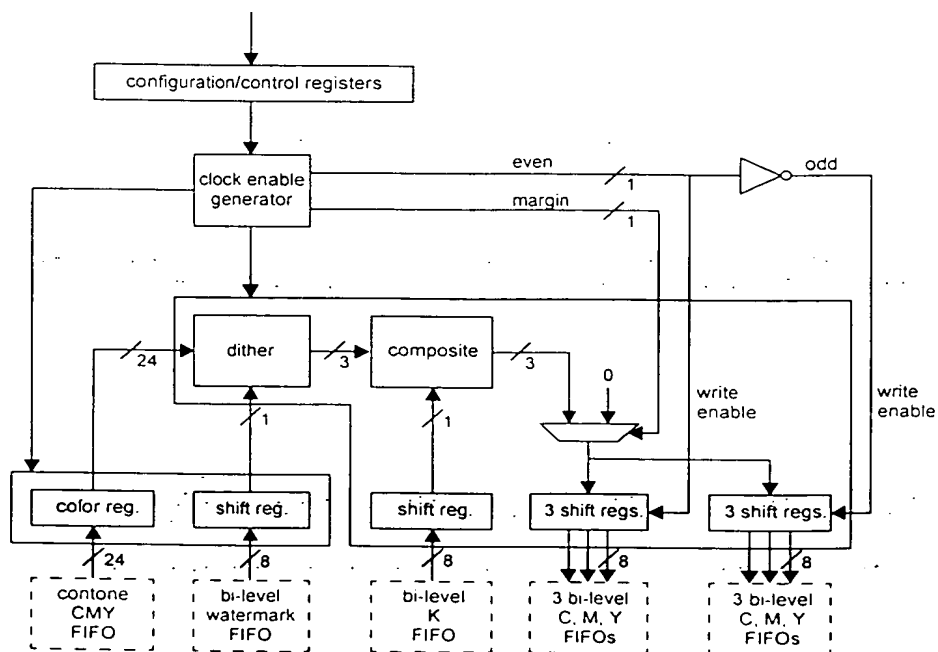 configuration/control registers
clock enable
generator
even
1
odd
margin
1
24
dither
3
composite
3
0
1
1
write
enable
write
enable
color reg.
shift reg.
shift reg.
3 shift regs.
3 shift regs.
24
8
8
8
8
contone
CMY
FIFO
bi-level
watermark
FIFO
bi-level
K
FIFO
3 bi-level
C, M, Y
FIFOs
3 bi-level
C, M, Y
FIFOs